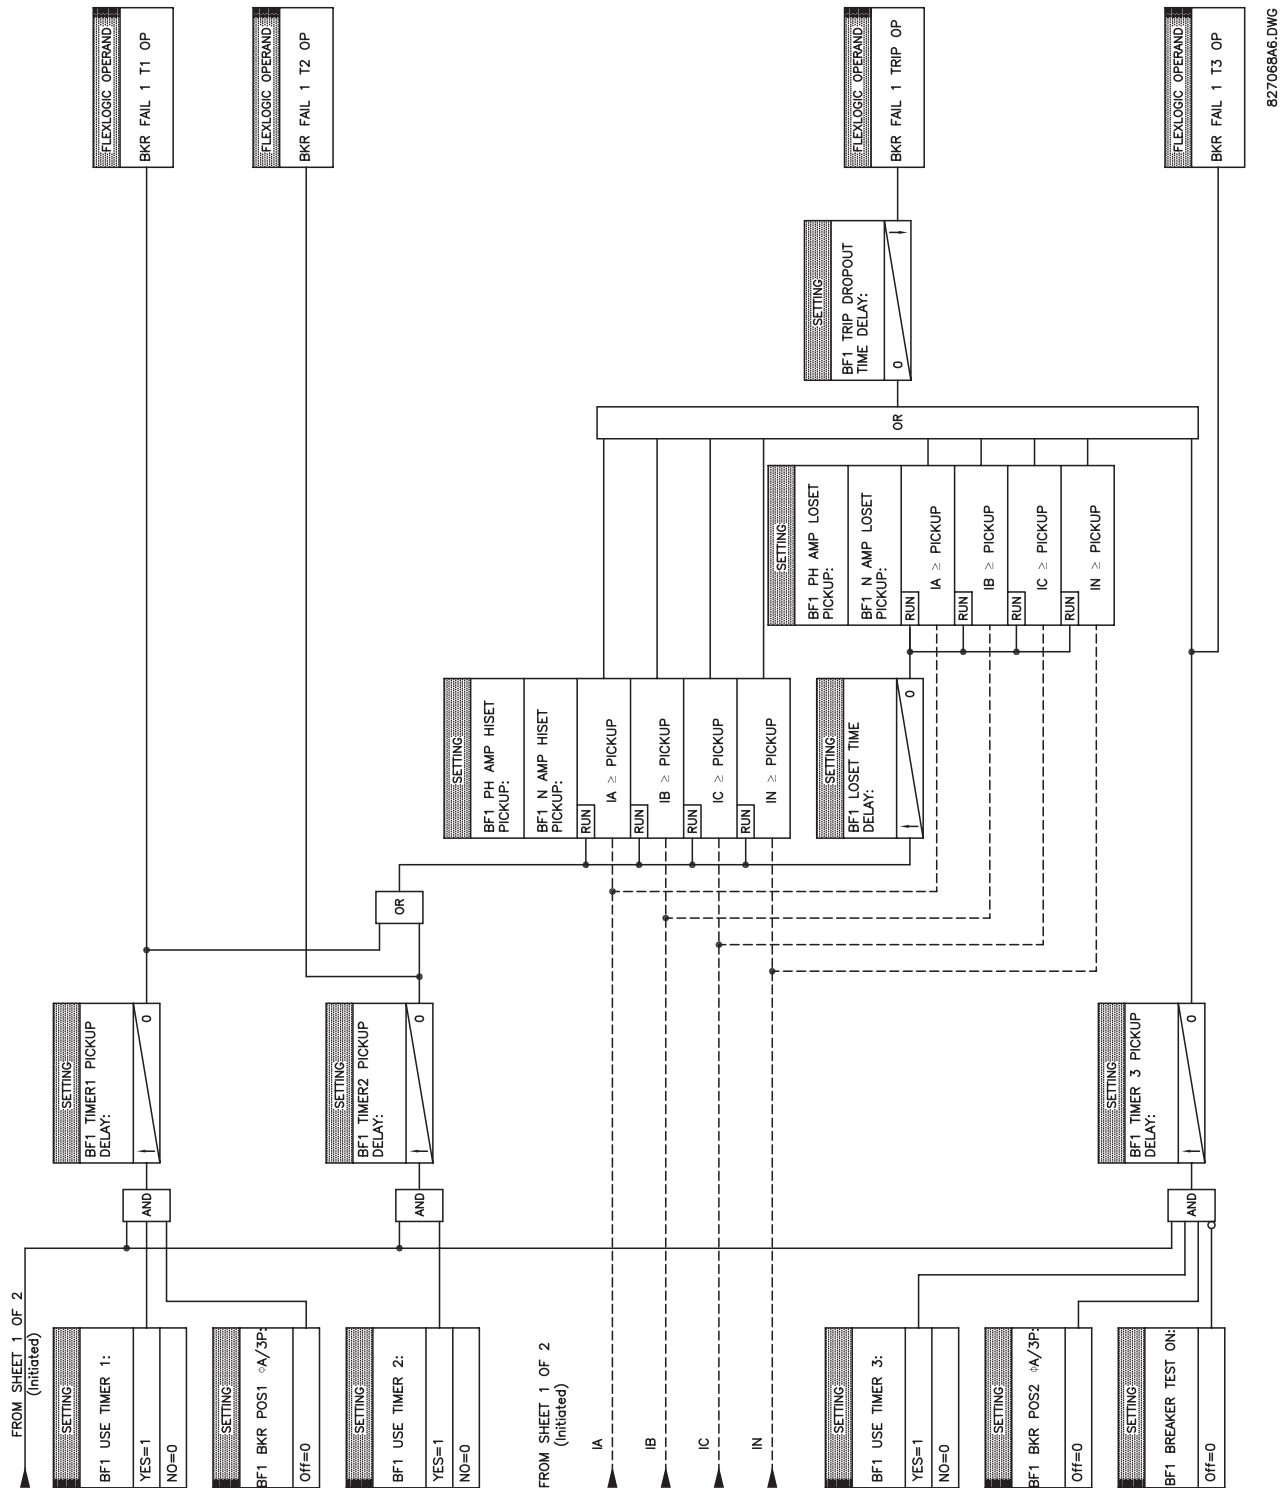 FROM SHEET 1 OF 2
(Initiated)
SETTING
BF1 USE TIMER 1:
YES=1
NO=0
SETTING
BF1 BKR POS1 ΦA/3P:
Off=0
SETTING
BF1 USE TIMER 2:
YES=1
NO=0
FROM SHEET 1 OF 2
(Initiated)
IA
IB
IC
IN
SETTING
BF1 USE TIMER 3:
YES=1
NO=0
SETTING
BF1 BKR POS2 ΦA/3P:
Off=0
SETTING
BF1 BREAKER TEST ON:
Off=0
AND
AND
AND
SETTING
BF1 TIMER1 PICKUP
DELAY:
0
SETTING
BF1 TIMER2 PICKUP
DELAY:
0
SETTING
BF1 TIMER 3 PICKUP
DELAY:
0
OR
SETTING
BF1 PH AMP HISET
PICKUP:
BF1 N AMP HISET
PICKUP:
RUN
IA ≥ PICKUP
RUN
IB ≥ PICKUP
RUN
IC ≥ PICKUP
RUN
IN ≥ PICKUP
SETTING
BF1 LOSET TIME
DELAY:
0
SETTING
BF1 PH AMP LOSET
PICKUP:
BF1 N AMP LOSET
PICKUP:
RUN
IA ≥ PICKUP
RUN
IB ≥ PICKUP
RUN
IC ≥ PICKUP
RUN
IN ≥ PICKUP
OR
SETTING
BF1 TRIP DROPOUT
TIME DELAY:
0
FLEXLOGIC OPERAND
BKR FAIL 1 T1 OP
FLEXLOGIC OPERAND
BKR FAIL 1 T2 OP
FLEXLOGIC OPERAND
BKR FAIL 1 TRIP OP
FLEXLOGIC OPERAND
BKR FAIL 1 T3 OP
827068A6.DWG